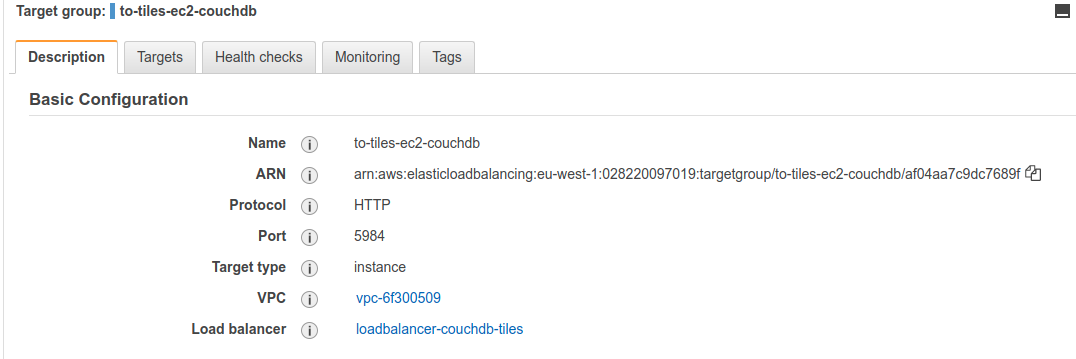 Target group: to-tiles-ec2-couchdb
Description Targets Health checks Monitoring Tags
Basic Configuration
Name i to-tiles-ec2-couchdb
ARN i arn:aws:elasticloadbalancing:eu-west-1:028220097019:targetgroup/to-tiles-ec2-couchdb/af04aa7c9dc7689f
Protocol i HTTP
Port i 5984
Target type i instance
VPC i vpc-6f300509
Load balancer i loadbalancer-couchdb-tiles